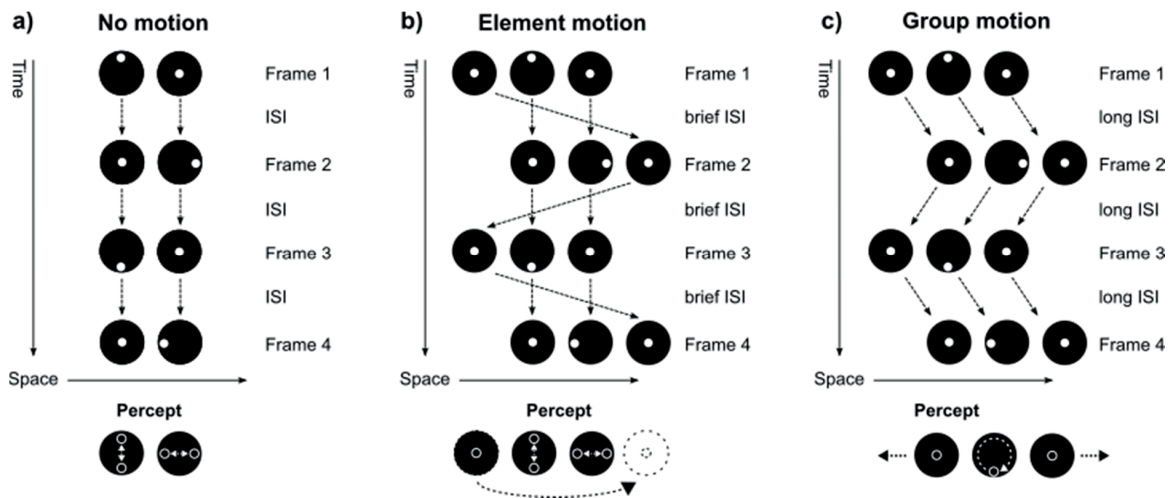 a) No motion
Time
Frame 1
ISI
Frame 2
ISI
Frame 3
ISI
Frame 4
Space
Percept
b) Element motion
Time
Frame 1
brief ISI
Frame 2
brief ISI
Frame 3
brief ISI
Frame 4
Space
Percept
c) Group motion
Time
Frame 1
long ISI
Frame 2
long ISI
Frame 3
long ISI
Frame 4
Space
Percept